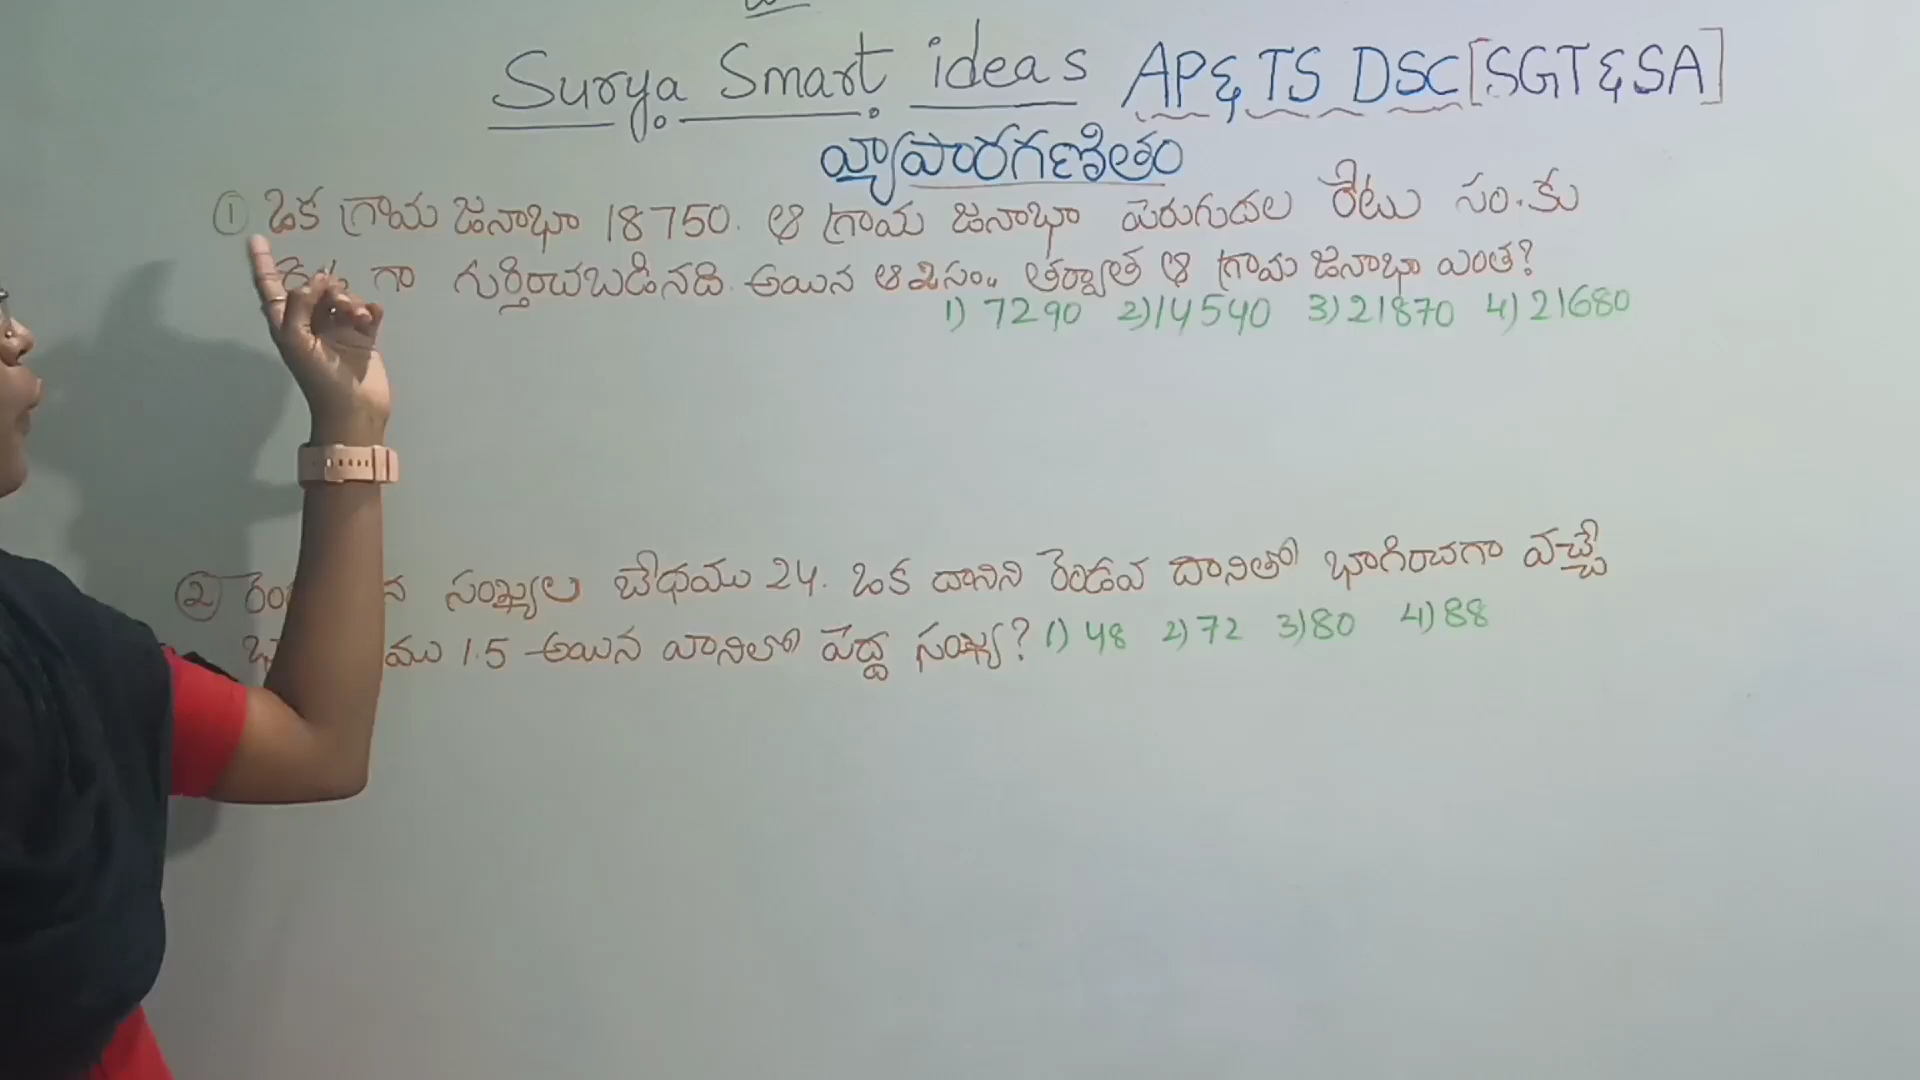 Surya Smart ideas AP & TS DSC [SGT & SA]
వ్యాపారగణితం
① ఒక గ్రామ జనాభా 18750. ఆ గ్రామ జనాభా పెరుగుదల రేటు సం.కు
గా గుర్తించబడినది. అయిన ఆ 2సం॥ తర్వాత ఆ గ్రామ జనాభా ఎంత?
1) 7290 2) 14540 3) 21870 4) 21680
② సంఖ్యల బేధము 24. ఒక దానిని రెండవ దానితో భాగించగా వచ్చే
1.5 అయిన వానిలో పెద్ద సంఖ్య? 1) 48 2) 72 3) 80 4) 88